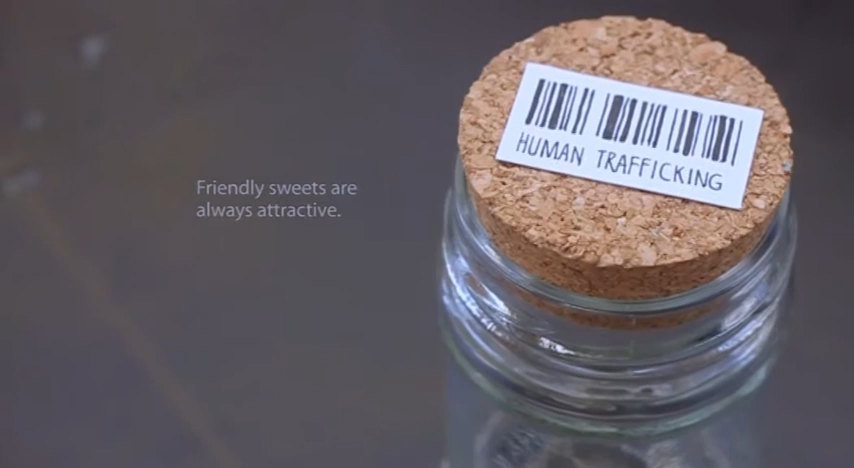 Friendly sweets are
always attractive.
HUMAN TRAFFICKING